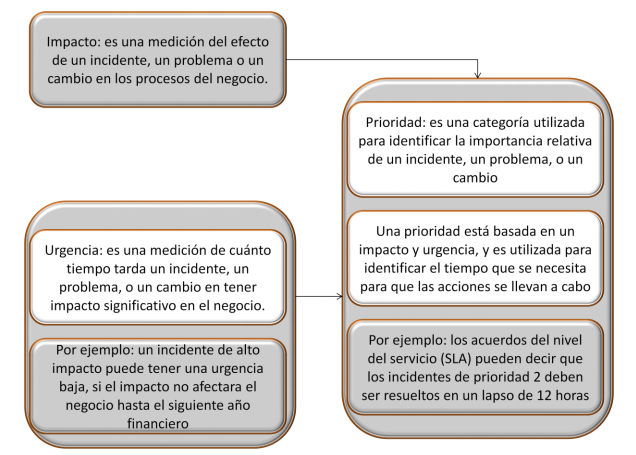 Impacto: es una medición del efecto
de un incidente, un problema o un
cambio en los procesos del negocio.
Prioridad: es una categoría utilizada
para identificar la importancia relativa
de un incidente, un problema, o un
cambio
Una prioridad está basada en un
impacto y urgencia, y es utilizada para
identificar el tiempo que se necesita
para que las acciones se llevan a cabo
Por ejemplo: los acuerdos del nivel
del servicio (SLA) pueden decir que
los incidentes de prioridad 2 deben
ser resueltos en un lapso de 12 horas
Urgencia: es una medición de cuánto
tiempo tarda un incidente, un
problema, o un cambio en tener
impacto significativo en el negocio.
Por ejemplo: un incidente de alto
impacto puede tener una urgencia
baja, si el impacto no afectara el
negocio hasta el siguiente año
financiero